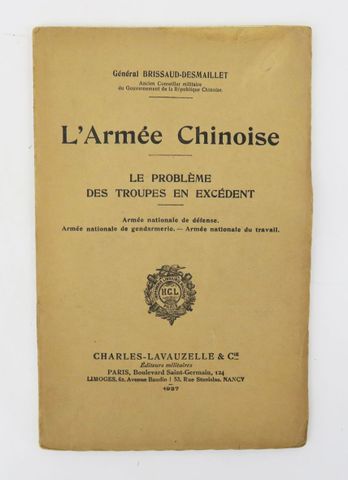 Général BRISSAUD-DESMAILLET
Ancien Conseiller militaire
du Gouvernement de la République Chinoise.
L'Armée Chinoise
LE PROBLÈME
DES TROUPES EN EXCÉDENT
Armée nationale de défense.
Armée nationale de gendarmerie. — Armée nationale du travail.
H.C.L
PARIS
CHARLES-LAVAUZELLE & Cie
Éditeurs militaires
PARIS, Boulevard Saint-Germain, 124
LIMOGES, 62, Avenue Baudin | 53, Rue Stanislas, NANCY
1927